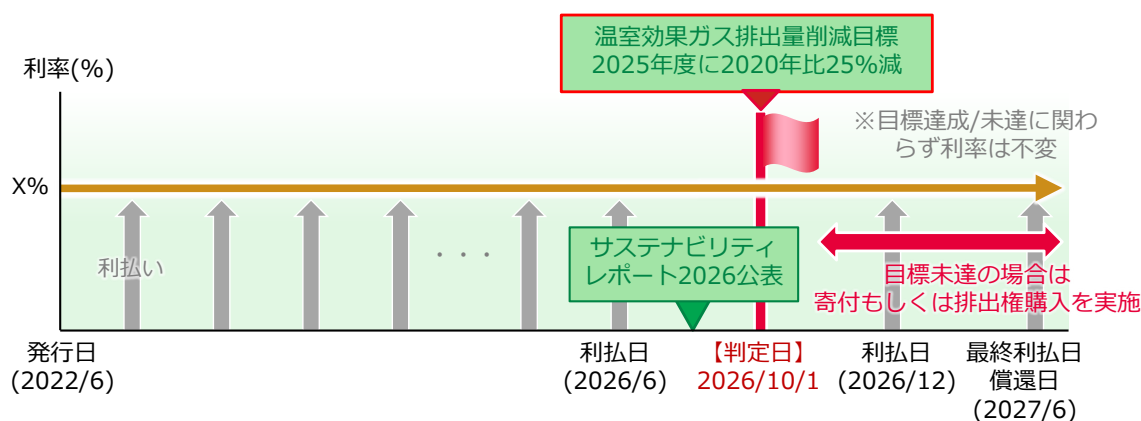 温室効果ガス排出量削減目標
2025年度に2020年比25%減
利率(%)
※目標達成/未達に関わ
らず利率は不変
X%
利払い
・・・
サステナビリティ
レポート2026公表
目標未達の場合は
寄付もしくは排出権購入を実施
発行日
(2022/6)
利払日
(2026/6)
【判定日】
2026/10/1
利払日
(2026/12)
最終利払日
償還日
(2027/6)